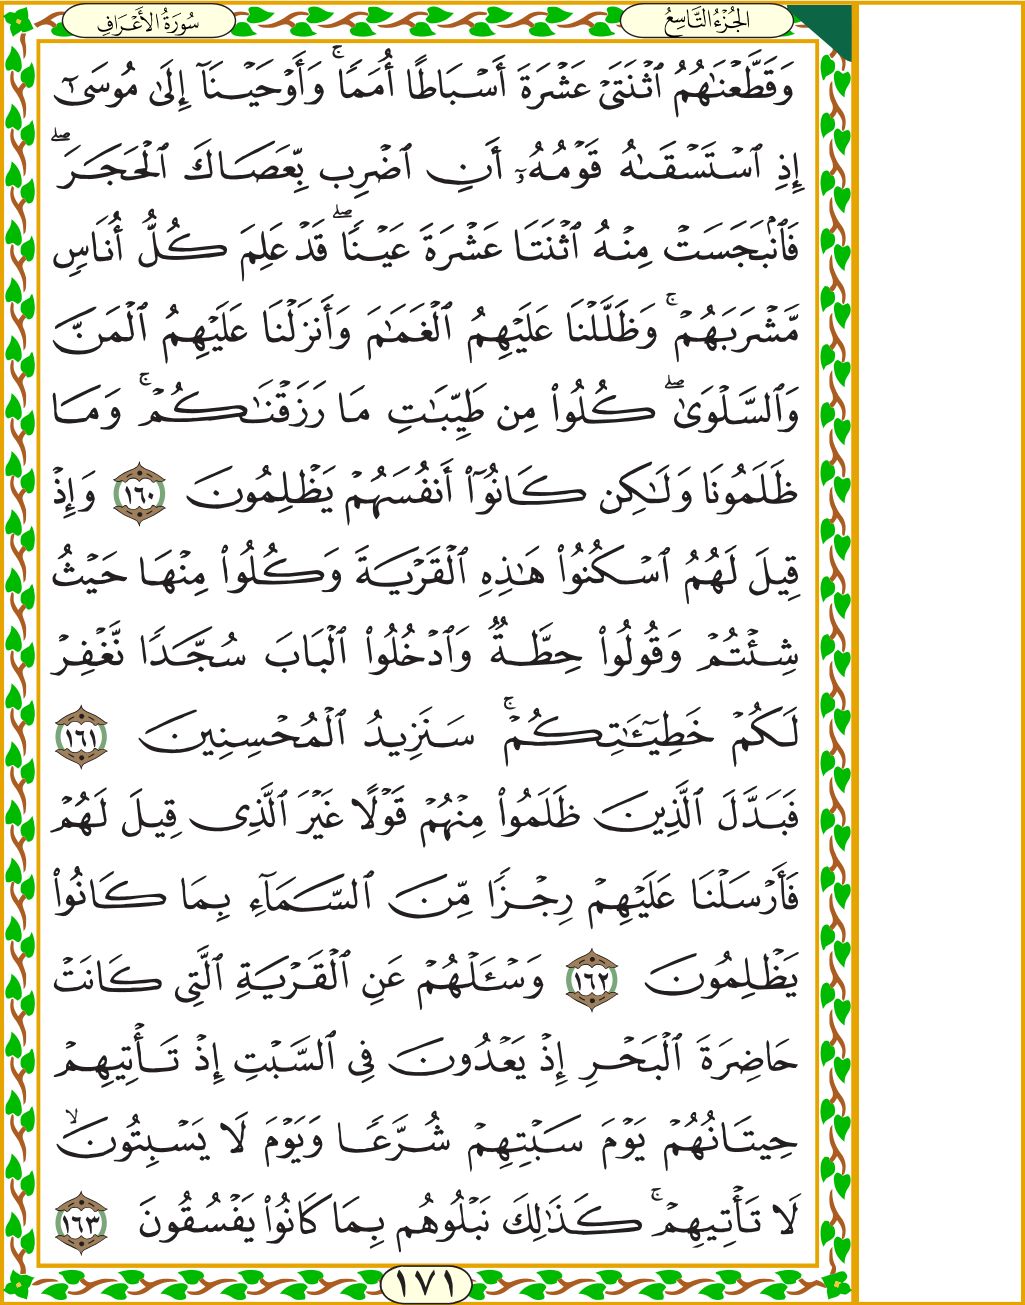 الجُزْءُ التَّاسِعُ
سُورَةُ الأَعْرَافِ
وَقَطَّعْنَٰهُمُ ٱثْنَتَىْ عَشْرَةَ أَسْبَاطًا أُمَمًاۚ وَأَوْحَيْنَآ إِلَىٰ مُوسَىٰٓ
إِذِ ٱسْتَسْقَىٰهُ قَوْمُهُۥٓ أَنِ ٱضْرِب بِّعَصَاكَ ٱلْحَجَرَۖ
فَٱنۢبَجَسَتْ مِنْهُ ٱثْنَتَا عَشْرَةَ عَيْنًاۖ قَدْ عَلِمَ كُلُّ أُنَاسٍ
مَّشْرَبَهُمْۚ وَظَلَّلْنَا عَلَيْهِمُ ٱلْغَمَٰمَ وَأَنزَلْنَا عَلَيْهِمُ ٱلْمَنَّ
وَٱلسَّلْوَىٰۖ كُلُوا۟ مِن طَيِّبَٰتِ مَا رَزَقْنَٰكُمْۚ وَمَا
ظَلَمُونَا وَلَٰكِن كَانُوٓا۟ أَنفُسَهُمْ يَظْلِمُونَ ١٦٠ وَإِذْ
قِيلَ لَهُمُ ٱسْكُنُوا۟ هَٰذِهِ ٱلْقَرْيَةَ وَكُلُوا۟ مِنْهَا حَيْثُ
شِئْتُمْ وَقُولُوا۟ حِطَّةٌ وَٱدْخُلُوا۟ ٱلْبَابَ سُجَّدًا نَّغْفِرْ
لَكُمْ خَطِيٓـَٰٔتِكُمْۚ سَنَزِيدُ ٱلْمُحْسِنِينَ ١٦١
فَبَدَّلَ ٱلَّذِينَ ظَلَمُوا۟ مِنْهُمْ قَوْلًا غَيْرَ ٱلَّذِى قِيلَ لَهُمْ
فَأَرْسَلْنَا عَلَيْهِمْ رِجْزًا مِّنَ ٱلسَّمَآءِ بِمَا كَانُوا۟
يَظْلِمُونَ ١٦٢ وَسْـَٔلْهُمْ عَنِ ٱلْقَرْيَةِ ٱلَّتِى كَانَتْ
حَاضِرَةَ ٱلْبَحْرِ إِذْ يَعْدُونَ فِى ٱلسَّبْتِ إِذْ تَأْتِيهِمْ
حِيتَانُهُمْ يَوْمَ سَبْتِهِمْ شُرَّعًا وَيَوْمَ لَا يَسْبِتُونَۙ
لَا تَأْتِيهِمْۚ كَذَٰلِكَ نَبْلُوهُم بِمَا كَانُوا۟ يَفْسُقُونَ ١٦٣
١٧١